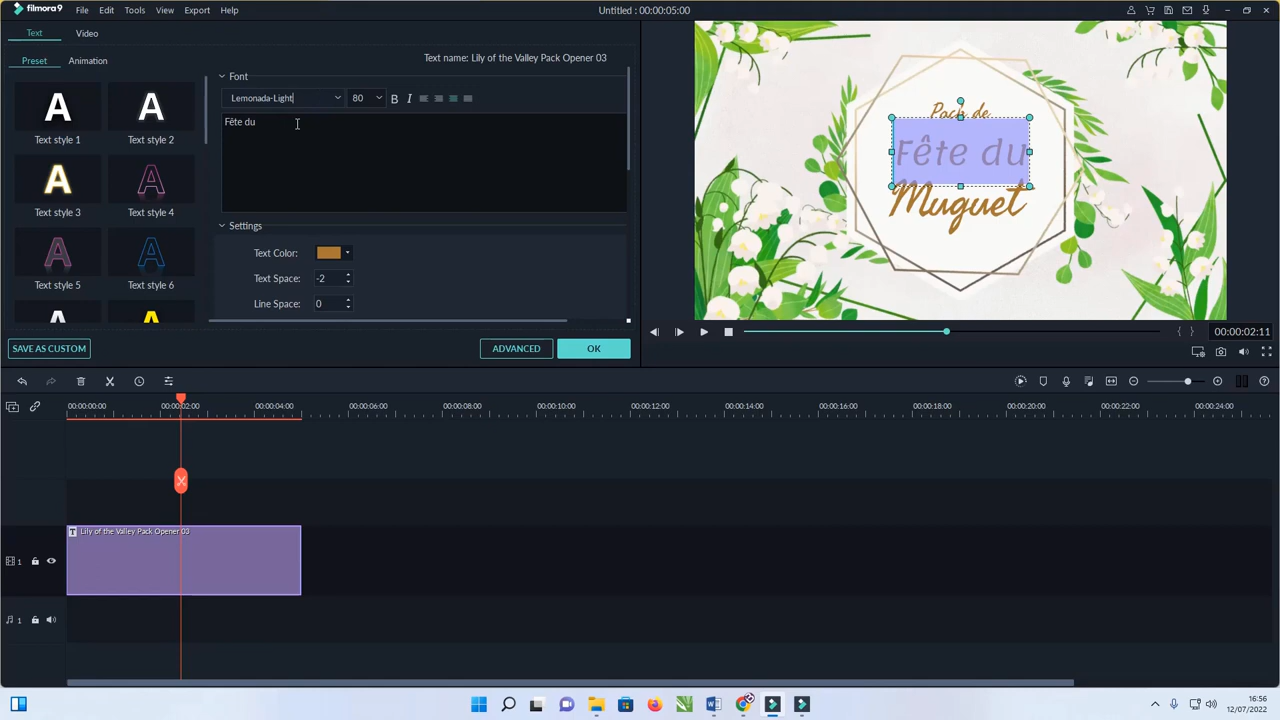 filmora9 File Edit Tools View Export Help Untitled : 00:00:05:00
Text Video
Preset Animation Text name: Lily of the Valley Pack Opener 03
Font
Lemonada-Light 80 B I
Fête du
Text style 1 Text style 2
Text style 3 Text style 4
Text style 5 Text style 6
Settings
Text Color:
Text Space: -2
Line Space: 0
SAVE AS CUSTOM ADVANCED OK
Pack de
Fête du
Muguet
00:00:02:11
00:00:00:00 00:00:02:00 00:00:04:00 00:00:06:00 00:00:08:00 00:00:10:00 00:00:12:00 00:00:14:00 00:00:16:00 00:00:18:00 00:00:20:00 00:00:22:00 00:00:24:00
T Lily of the Valley Pack Opener 03
1
1
16:56
12/07/2022